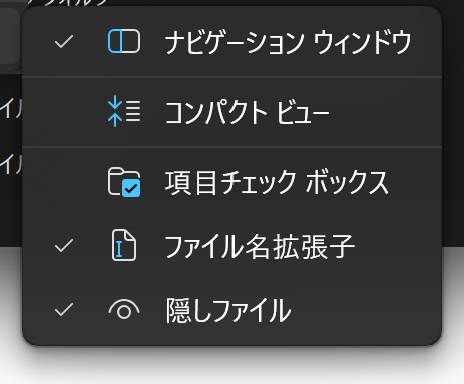 ナビゲーション ウィンドウ
コンパクト ビュー
項目チェック ボックス
ファイル名拡張子
隠しファイル